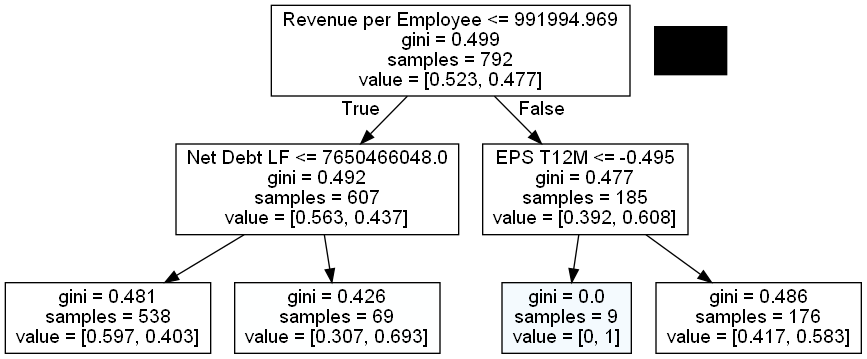 Revenue per Employee <= 991994.969
gini = 0.499
samples = 792
value = [0.523, 0.477]
True
False
Net Debt LF <= 7650466048.0
gini = 0.492
samples = 607
value = [0.563, 0.437]
EPS T12M <= -0.495
gini = 0.477
samples = 185
value = [0.392, 0.608]
gini = 0.481
samples = 538
value = [0.597, 0.403]
gini = 0.426
samples = 69
value = [0.307, 0.693]
gini = 0.0
samples = 9
value = [0, 1]
gini = 0.486
samples = 176
value = [0.417, 0.583]